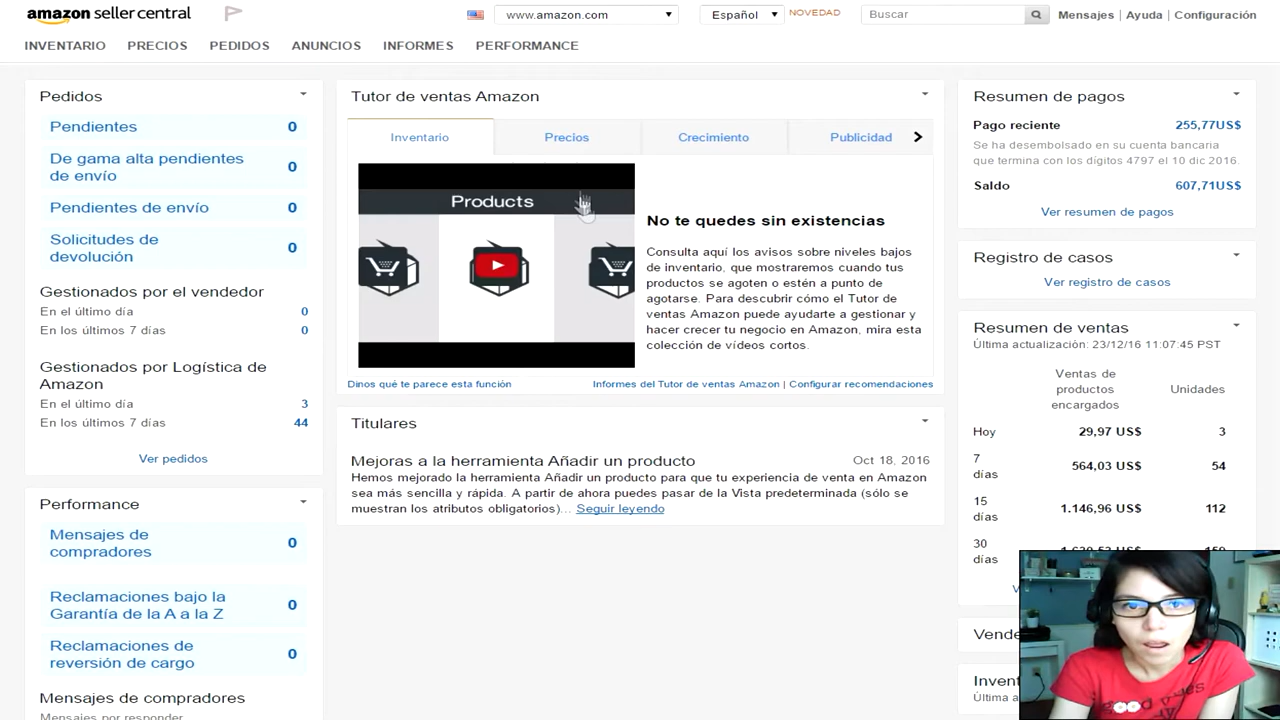 amazon seller central
www.amazon.com
Español
NOVEDAD
Buscar
Mensajes | Ayuda | Configuración
INVENTARIO PRECIOS PEDIDOS ANUNCIOS INFORMES PERFORMANCE
Pedidos
Pendientes 0
De gama alta pendientes
de envío 0
Pendientes de envío 0
Solicitudes de
devolución 0
Gestionados por el vendedor
En el último día 0
En los últimos 7 días 0
Gestionados por Logística de
Amazon
En el último día 3
En los últimos 7 días 44
Ver pedidos
Performance
Mensajes de
compradores 0
Reclamaciones bajo la
Garantía de la A a la Z 0
Reclamaciones de
reversión de cargo 0
Mensajes de compradores
Mensajes por responder
Tutor de ventas Amazon
Inventario Precios Crecimiento Publicidad
Products
No te quedes sin existencias
Consulta aquí los avisos sobre niveles bajos
de inventario, que mostraremos cuando tus
productos se agoten o estén a punto de
agotarse. Para descubrir cómo el Tutor de
ventas Amazon puede ayudarte a gestionar y
hacer crecer tu negocio en Amazon, mira esta
colección de vídeos cortos.
Dinos qué te parece esta función
Informes del Tutor de ventas Amazon | Configurar recomendaciones
Titulares
Mejoras a la herramienta Añadir un producto Oct 18, 2016
Hemos mejorado la herramienta Añadir un producto para que tu experiencia de venta en Amazon
sea más sencilla y rápida. A partir de ahora puedes pasar de la Vista predeterminada (sólo se
muestran los atributos obligatorios)... Seguir leyendo
Resumen de pagos
Pago reciente 255,77US$
Se ha desembolsado en su cuenta bancaria
que termina con los dígitos 4797 el 10 dic 2016.
Saldo 607,71US$
Ver resumen de pagos
Registro de casos
Ver registro de casos
Resumen de ventas
Última actualización: 23/12/16 11:07:45 PST
Ventas de
productos
encargados
Unidades
Hoy 29,97 US$ 3
7
días 564,03 US$ 54
15
días 1.146,96 US$ 112
30
días
Vende
Inven
Última a
good